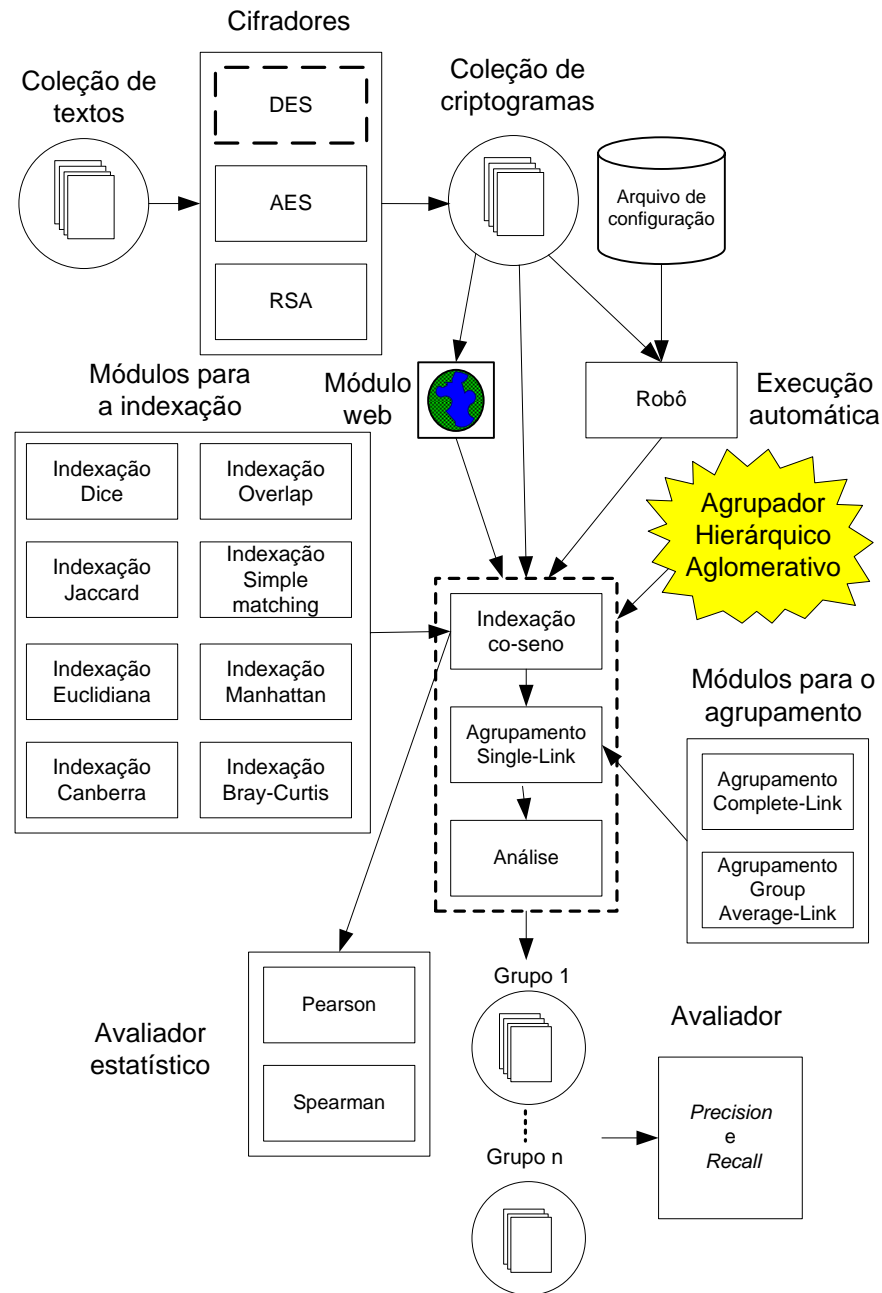 Cifradores
Coleção de
textos
DES
AES
RSA
Coleção de
criptogramas
Arquivo de
configuração
Módulos para
a indexação
Módulo
web
Robô
Execução
automática
Indexação
Dice
Indexação
Overlap
Indexação
Jaccard
Indexação
Simple
matching
Indexação
Euclidiana
Indexação
Manhattan
Indexação
Canberra
Indexação
Bray-Curtis
Agrupador
Hierárquico
Aglomerativo
Indexação
co-seno
Agrupamento
Single-Link
Análise
Módulos para o
agrupamento
Agrupamento
Complete-Link
Agrupamento
Group
Average-Link
Avaliador
estatístico
Pearson
Spearman
Grupo 1
Grupo n
Avaliador
Precision
e
Recall